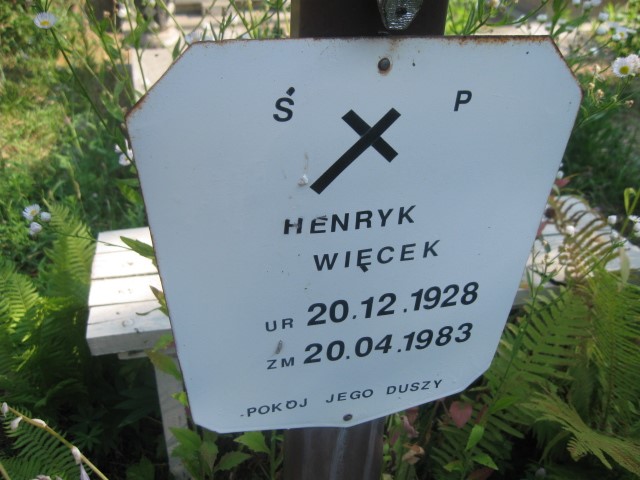 Ś P
HENRYK
WIĘCEK
UR 20.12.1928
ZM 20.04.1983
POKÓJ JEGO DUSZY